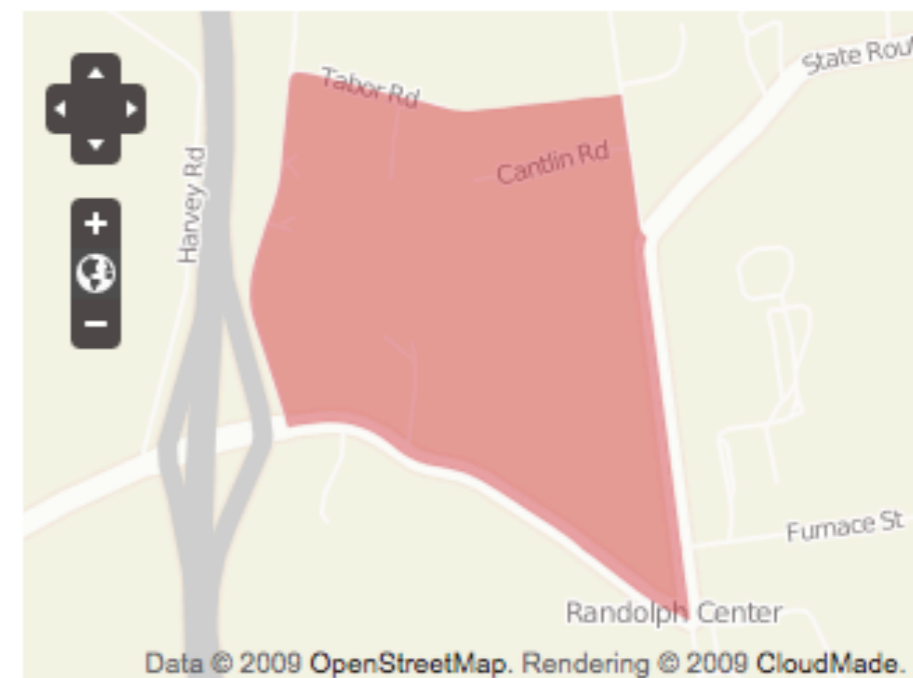 State Rou
Tabor Rd
Cantlin Rd
Harvey Rd
+
−
Furnace St
Randolph Center
Data © 2009 OpenStreetMap. Rendering © 2009 CloudMade.